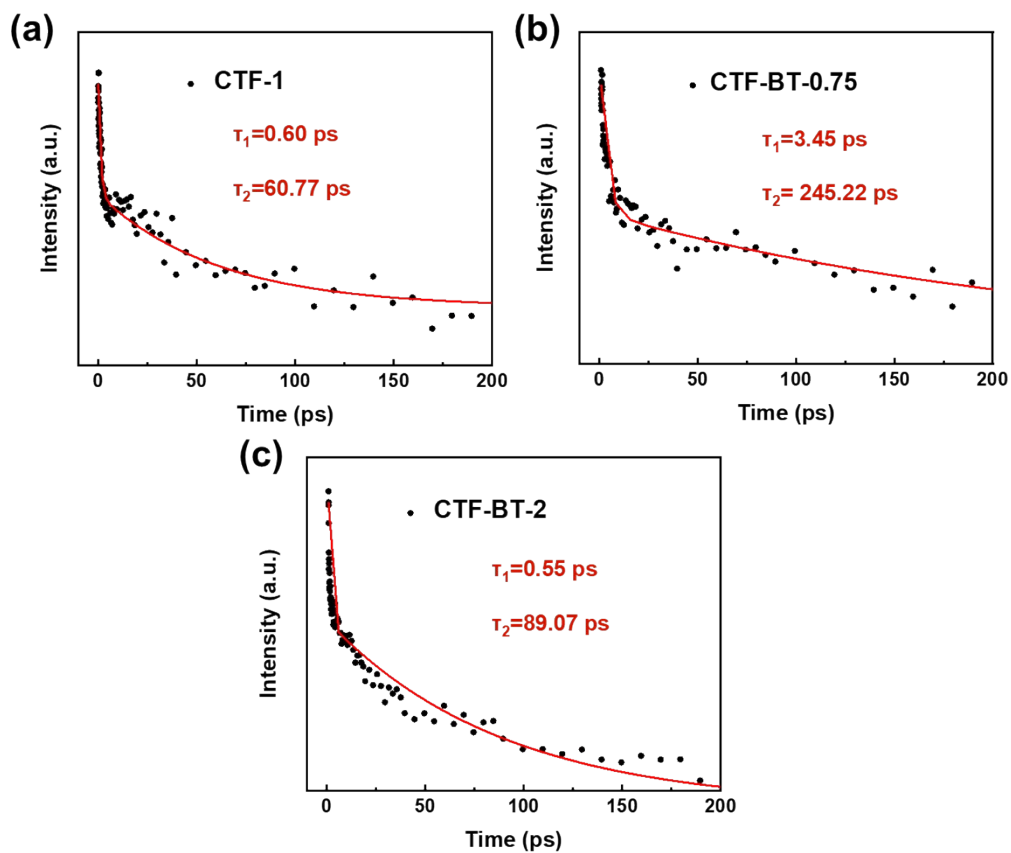 (a)
CTF-1
τ1=0.60 ps
τ2=60.77 ps
Intensity (a.u.)
0 50 100 150 200
Time (ps)
(b)
CTF-BT-0.75
τ1=3.45 ps
τ2= 245.22 ps
Intensity (a.u.)
0 50 100 150 200
Time (ps)
(c)
CTF-BT-2
τ1=0.55 ps
τ2=89.07 ps
Intensity (a.u.)
0 50 100 150 200
Time (ps)